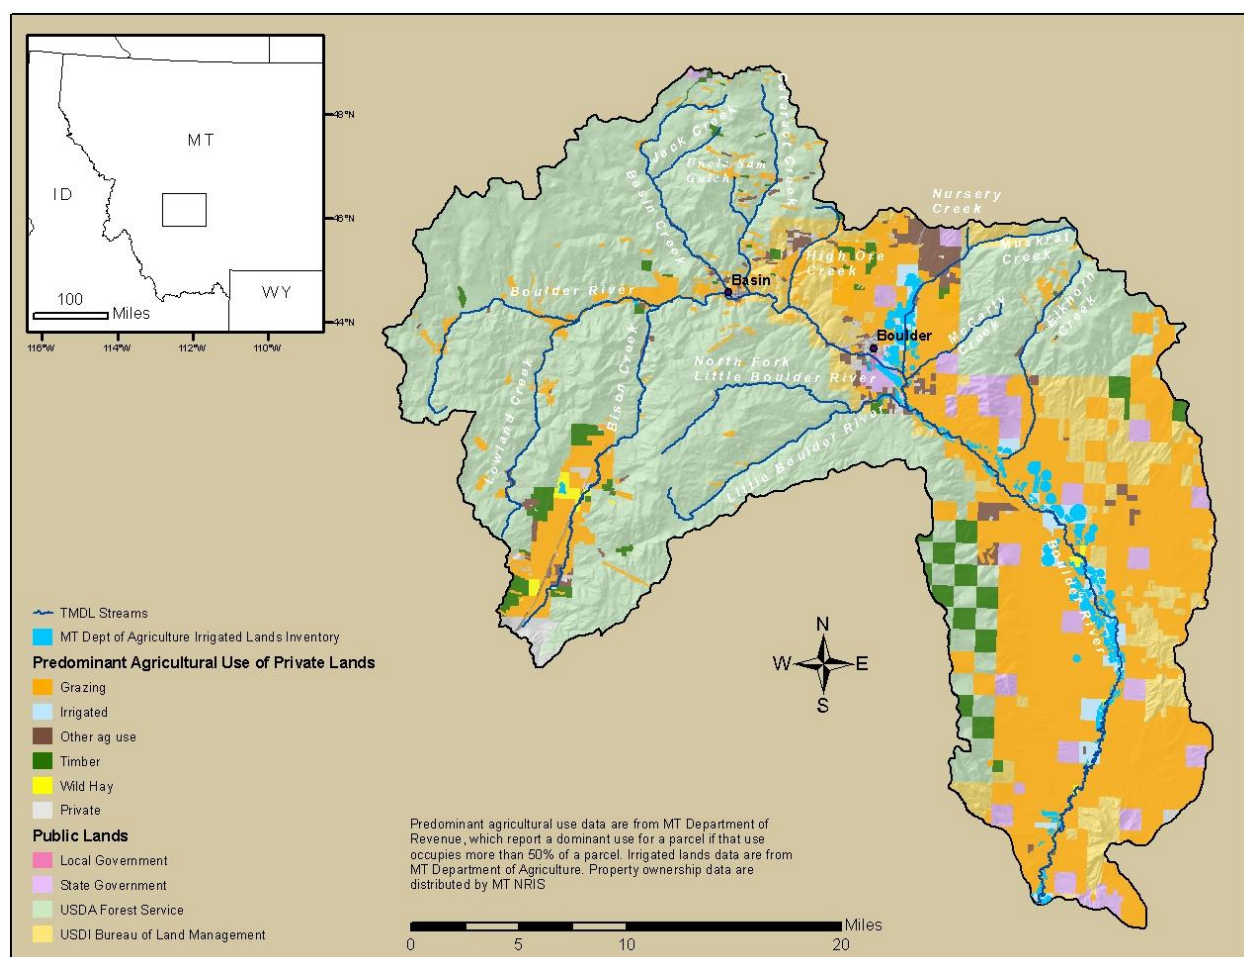 MT
ID
WY
100
Miles
48°N
46°N
44°N
116°W
114°W
112°W
110°W
Cataract Creek
Jack Creek
Uncle Sam
Gulch
Basin Creek
Nursery
Creek
Muskrat
Creek
High Ore
Creek
Basin
Boulder River
Boulder
McCarty
Creek
Elkhorn
Creek
North Fork
Little Boulder River
Bison Creek
Lowland Creek
Little Boulder River
Boulder River
TMDL Streams
MT Dept of Agriculture Irrigated Lands Inventory
Predominant Agricultural Use of Private Lands
Grazing
Irrigated
Other ag use
Timber
Wild Hay
Private
Public Lands
Local Government
State Government
USDA Forest Service
USDI Bureau of Land Management
N
W
E
S
Predominant agricultural use data are from MT Department of
Revenue, which report a dominant use for a parcel if that use
occupies more than 50% of a parcel. Irrigated lands data are from
MT Department of Agriculture. Property ownership data are
distributed by MT NRIS
Miles
0
5
10
20